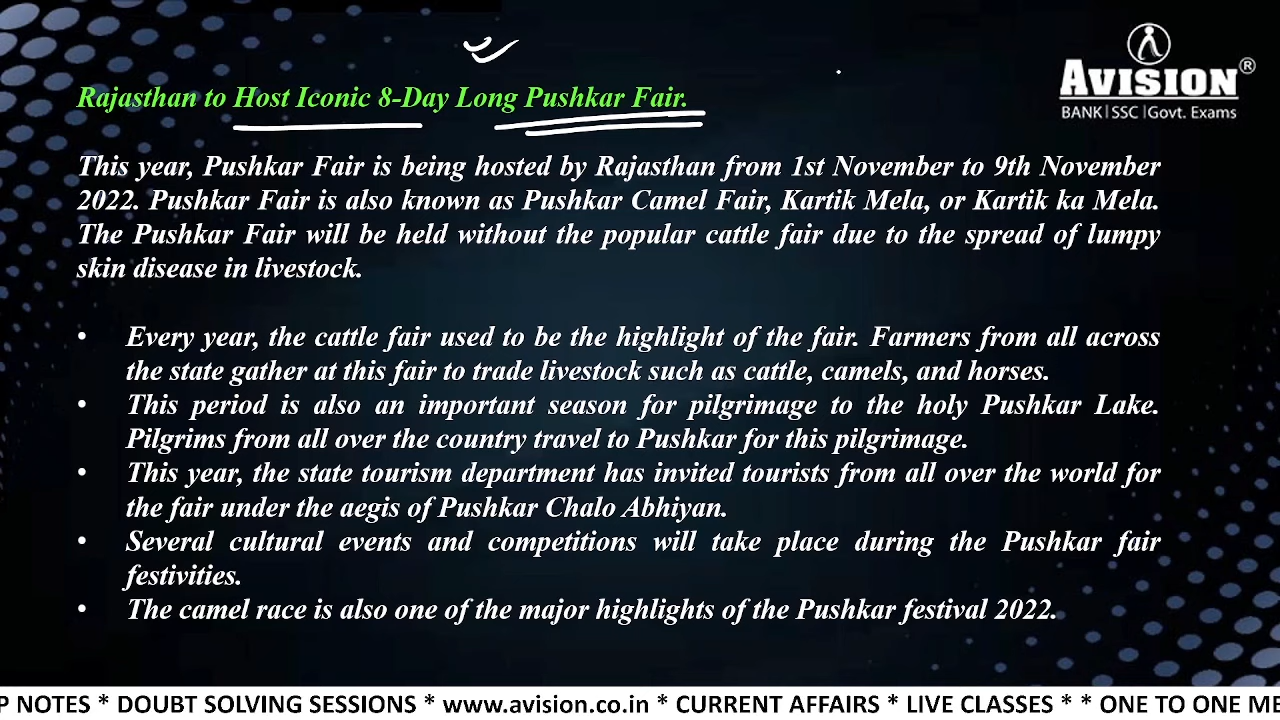 AVISION®
BANK|SSC|Govt. Exams
Rajasthan to Host Iconic 8-Day Long Pushkar Fair.
This year, Pushkar Fair is being hosted by Rajasthan from 1st November to 9th November
2022. Pushkar Fair is also known as Pushkar Camel Fair, Kartik Mela, or Kartik ka Mela.
The Pushkar Fair will be held without the popular cattle fair due to the spread of lumpy
skin disease in livestock.
• Every year, the cattle fair used to be the highlight of the fair. Farmers from all across
the state gather at this fair to trade livestock such as cattle, camels, and horses.
• This period is also an important season for pilgrimage to the holy Pushkar Lake.
Pilgrims from all over the country travel to Pushkar for this pilgrimage.
• This year, the state tourism department has invited tourists from all over the world for
the fair under the aegis of Pushkar Chalo Abhiyan.
• Several cultural events and competitions will take place during the Pushkar fair
festivities.
• The camel race is also one of the major highlights of the Pushkar festival 2022.
P NOTES * DOUBT SOLVING SESSIONS * www.avision.co.in * CURRENT AFFAIRS * LIVE CLASSES * * ONE TO ONE ME